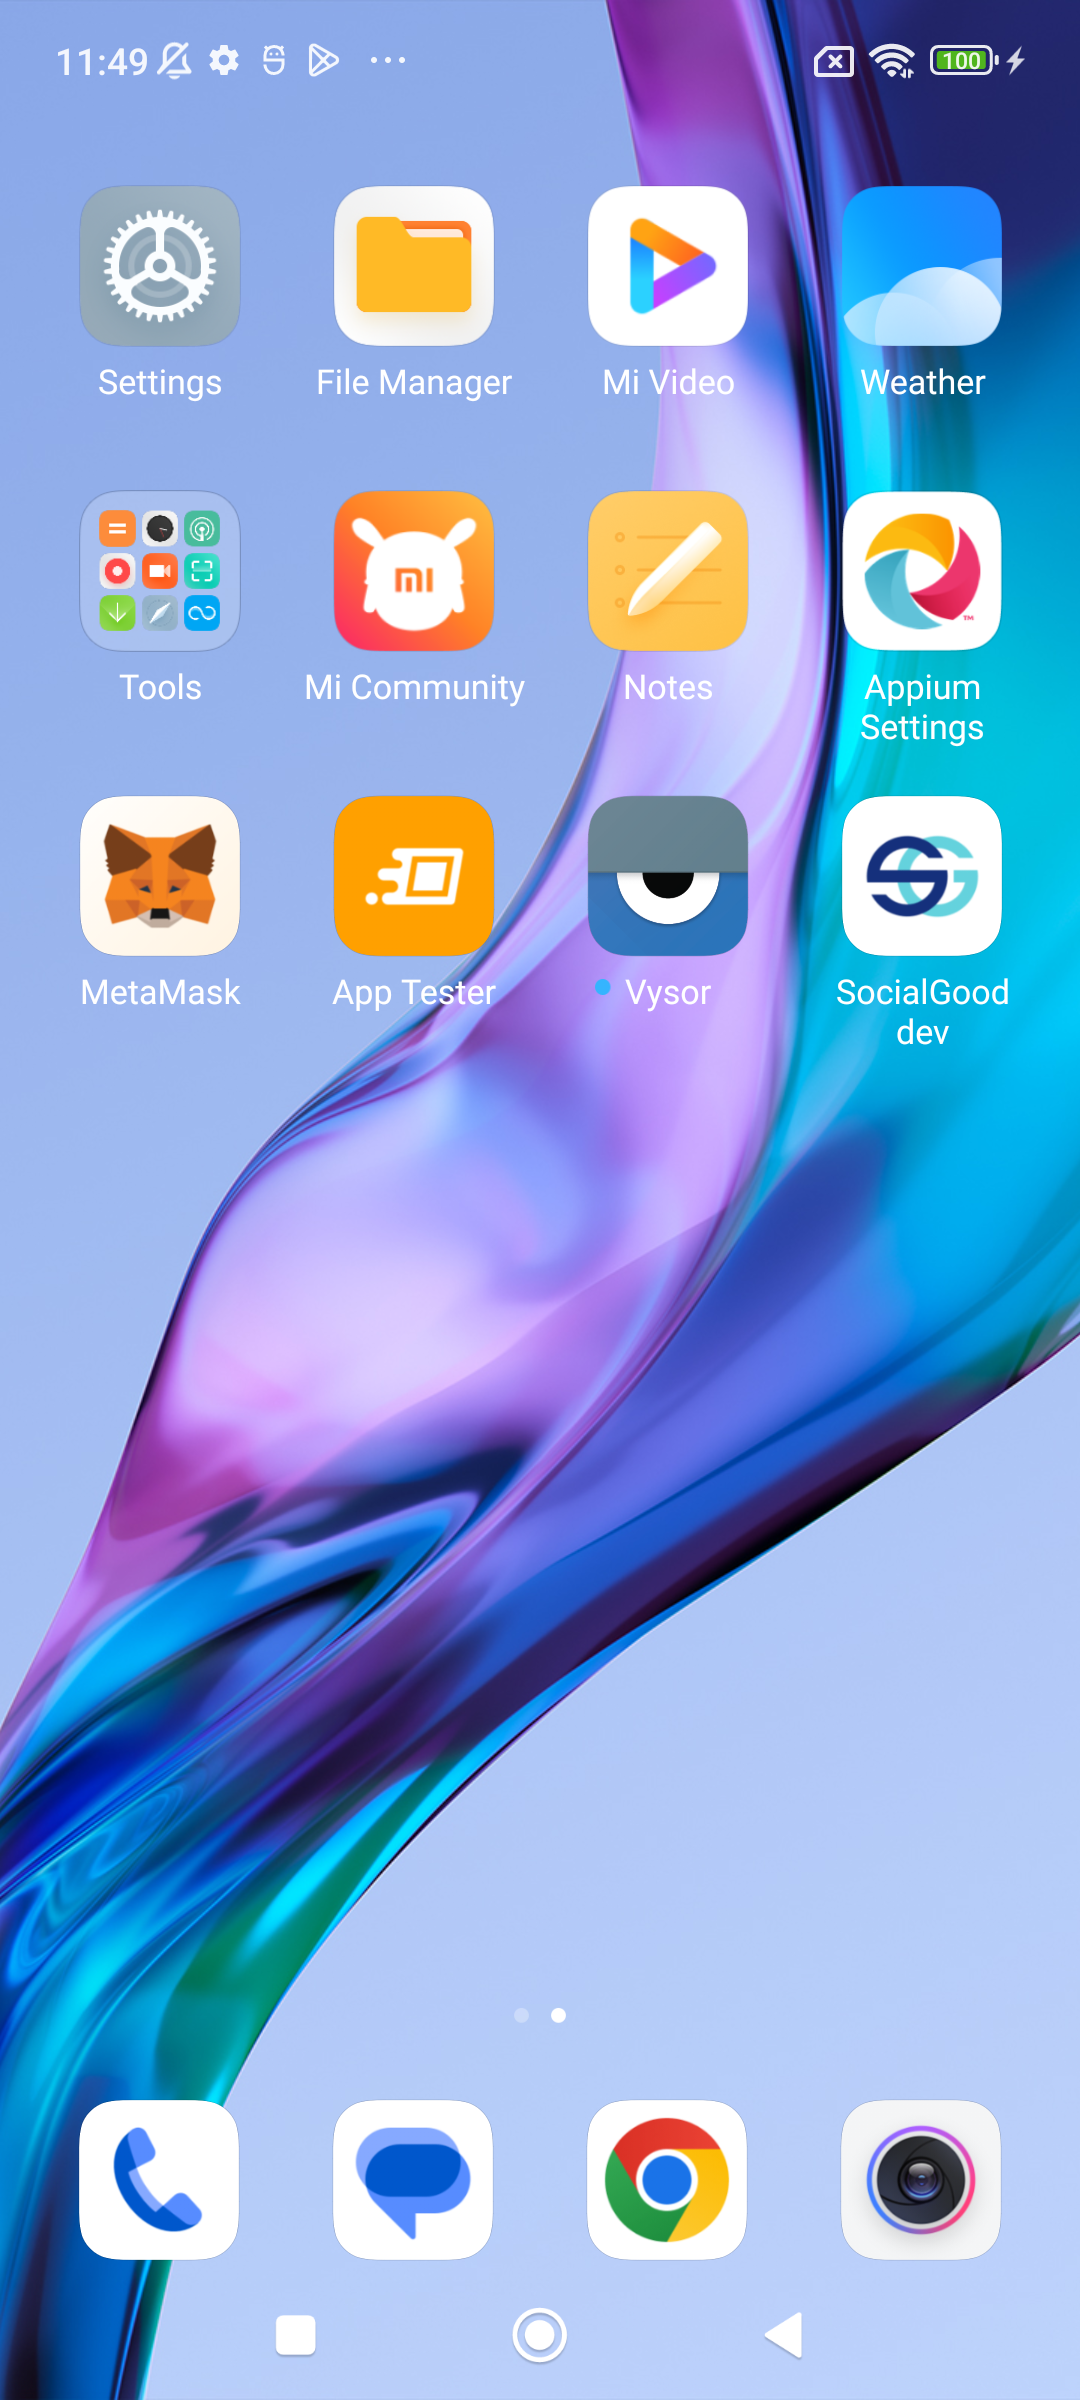 11:49
100
Settings
File Manager
Mi Video
Weather
Tools
Mi Community
Notes
Appium
Settings
MetaMask
App Tester
Vysor
SocialGood
dev